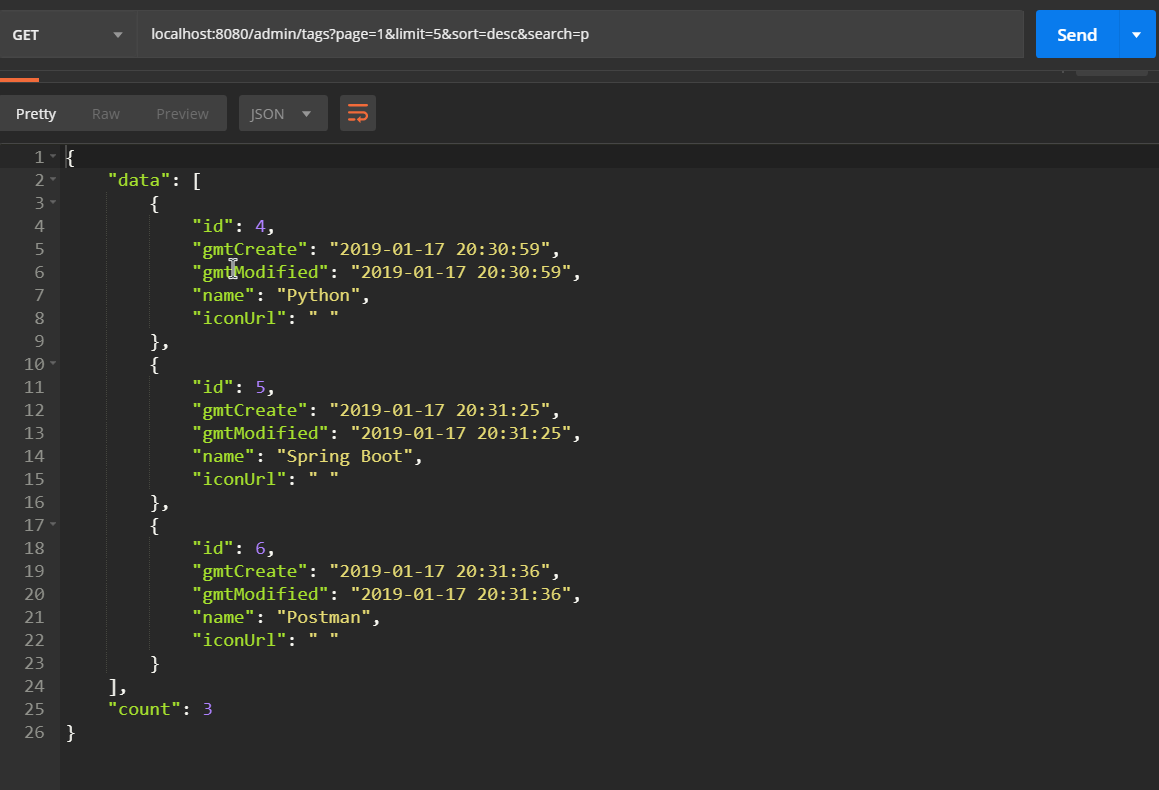 GET localhost:8080/admin/tags?page=1&limit=5&sort=desc&search=p Send
Pretty Raw Preview JSON
1 {
2 "data": [
3 {
4 "id": 4,
5 "gmtCreate": "2019-01-17 20:30:59",
6 "gmtModified": "2019-01-17 20:30:59",
7 "name": "Python",
8 "iconUrl": " "
9 },
10 {
11 "id": 5,
12 "gmtCreate": "2019-01-17 20:31:25",
13 "gmtModified": "2019-01-17 20:31:25",
14 "name": "Spring Boot",
15 "iconUrl": " "
16 },
17 {
18 "id": 6,
19 "gmtCreate": "2019-01-17 20:31:36",
20 "gmtModified": "2019-01-17 20:31:36",
21 "name": "Postman",
22 "iconUrl": " "
23 }
24 ],
25 "count": 3
26 }